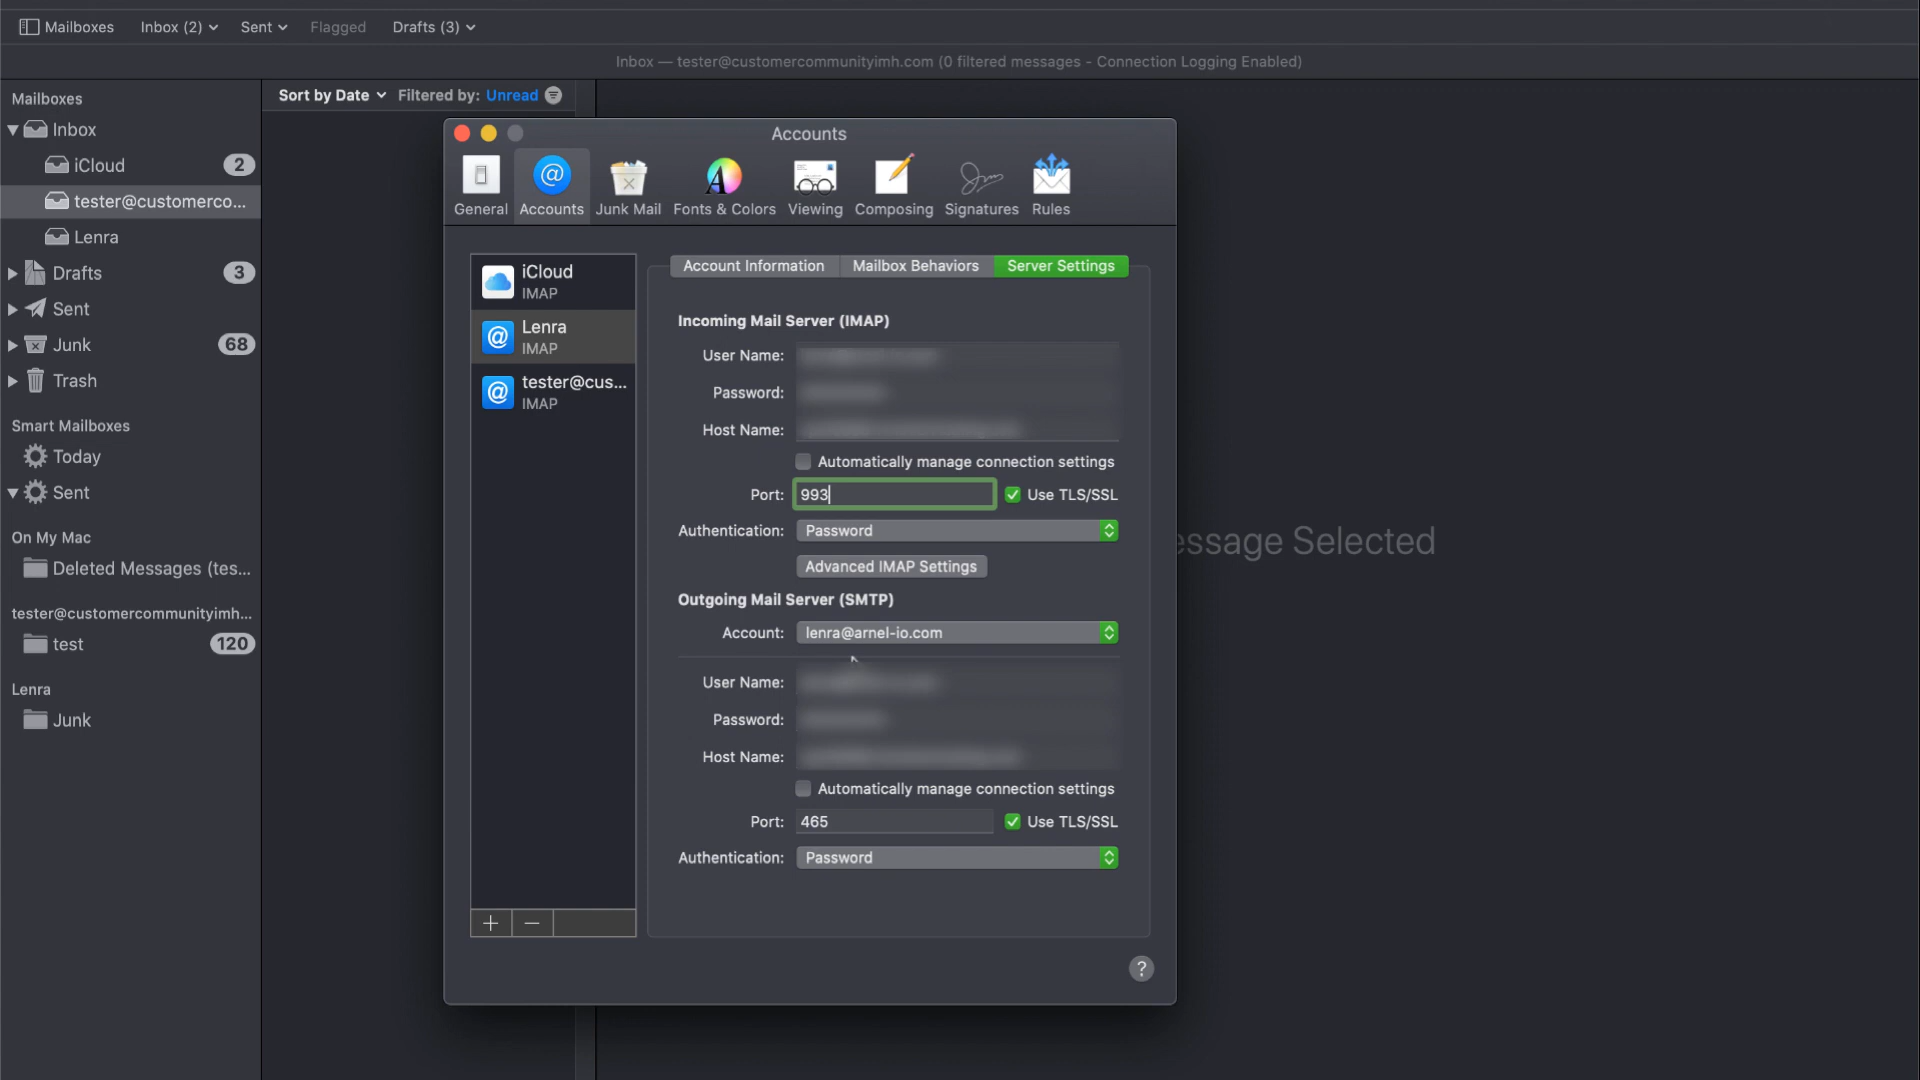 Mailboxes Inbox (2) Sent Flagged Drafts (3)
Inbox — tester@customercommunityimh.com (0 filtered messages - Connection Logging Enabled)
Mailboxes
Inbox
iCloud 2
tester@customerco...
Lenra
Drafts 3
Sent
Junk 68
Trash
Smart Mailboxes
Today
Sent
On My Mac
Deleted Messages (tes...
tester@customercommunityimh...
test 120
Lenra
Junk
Sort by Date Filtered by: Unread
Accounts
General Accounts Junk Mail Fonts & Colors Viewing Composing Signatures Rules
iCloud
IMAP
Lenra
IMAP
tester@cus...
IMAP
Account Information Mailbox Behaviors Server Settings
Incoming Mail Server (IMAP)
User Name:
Password:
Host Name:
Automatically manage connection settings
Port: 993 Use TLS/SSL
Authentication: Password
Advanced IMAP Settings
Outgoing Mail Server (SMTP)
Account: lenra@arnel-io.com
User Name:
Password:
Host Name:
Automatically manage connection settings
Port: 465 Use TLS/SSL
Authentication: Password
+ −
?
essage Selected